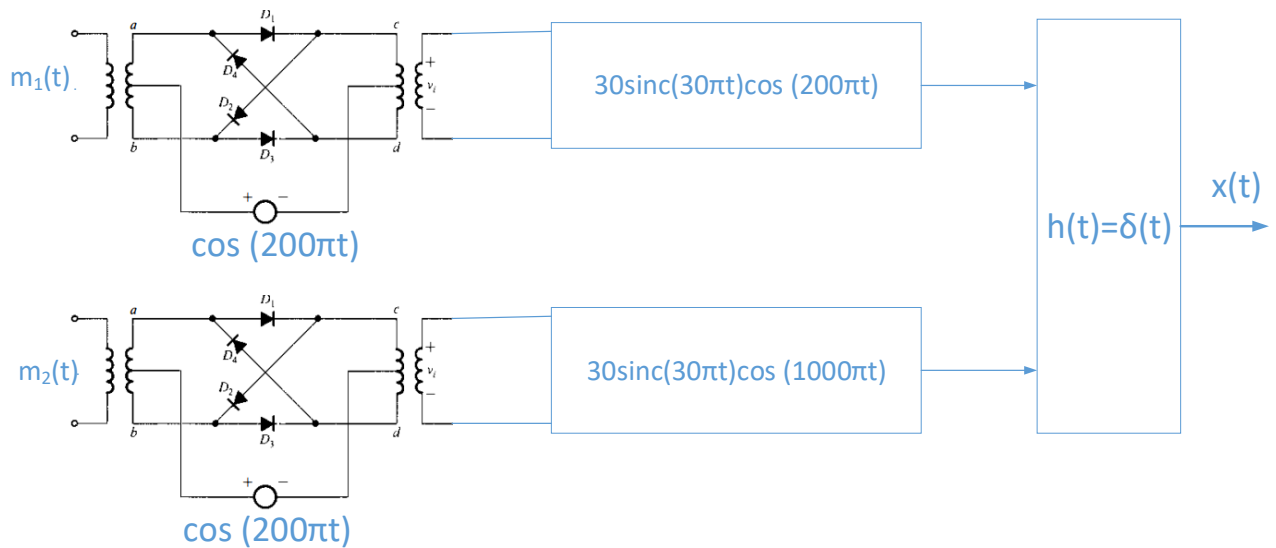 a
D₁
c
m₁(t)
D₄
D₂
+
vᵢ
−
b
D₃
d
+ −
cos (200πt)
30sinc(30πt)cos (200πt)
h(t)=δ(t)
x(t)
a
D₁
c
m₂(t)
D₄
D₂
+
vᵢ
−
b
D₃
d
+ −
cos (200πt)
30sinc(30πt)cos (1000πt)